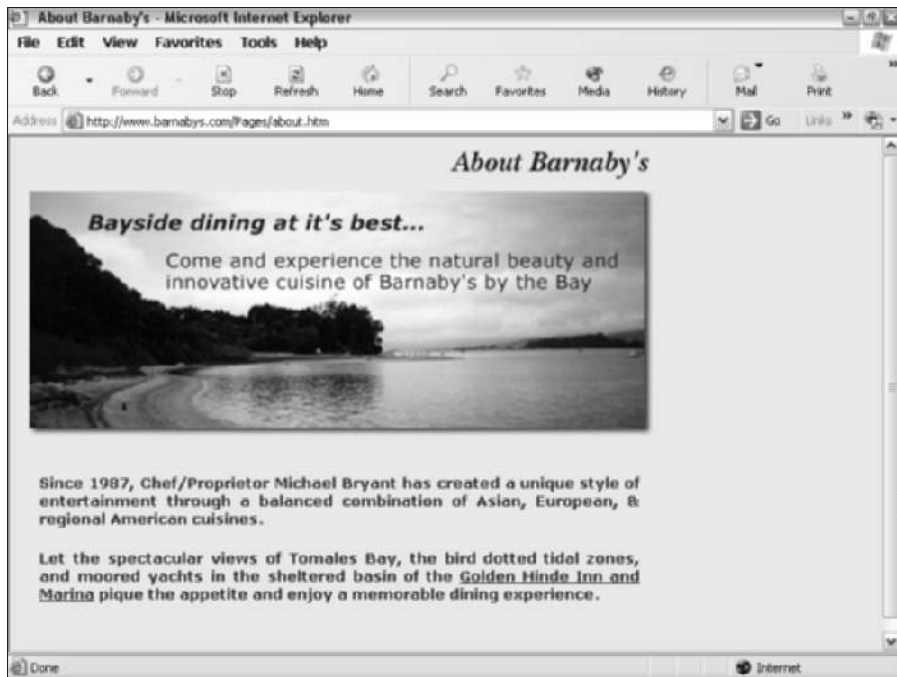 About Barnaby's - Microsoft Internet Explorer
File Edit View Favorites Tools Help
Back Forward Stop Refresh Home Search Favorites Media History Mail Print
Address http://www.barnabys.com/Pages/about.htm Go Links
About Barnaby's
Bayside dining at it's best...
Come and experience the natural beauty and
innovative cuisine of Barnaby's by the Bay
Since 1987, Chef/Proprietor Michael Bryant has created a unique style of
entertainment through a balanced combination of Asian, European, &
regional American cuisines.
Let the spectacular views of Tomales Bay, the bird dotted tidal zones,
and moored yachts in the sheltered basin of the Golden Hinde Inn and
Marina pique the appetite and enjoy a memorable dining experience.
Done Internet